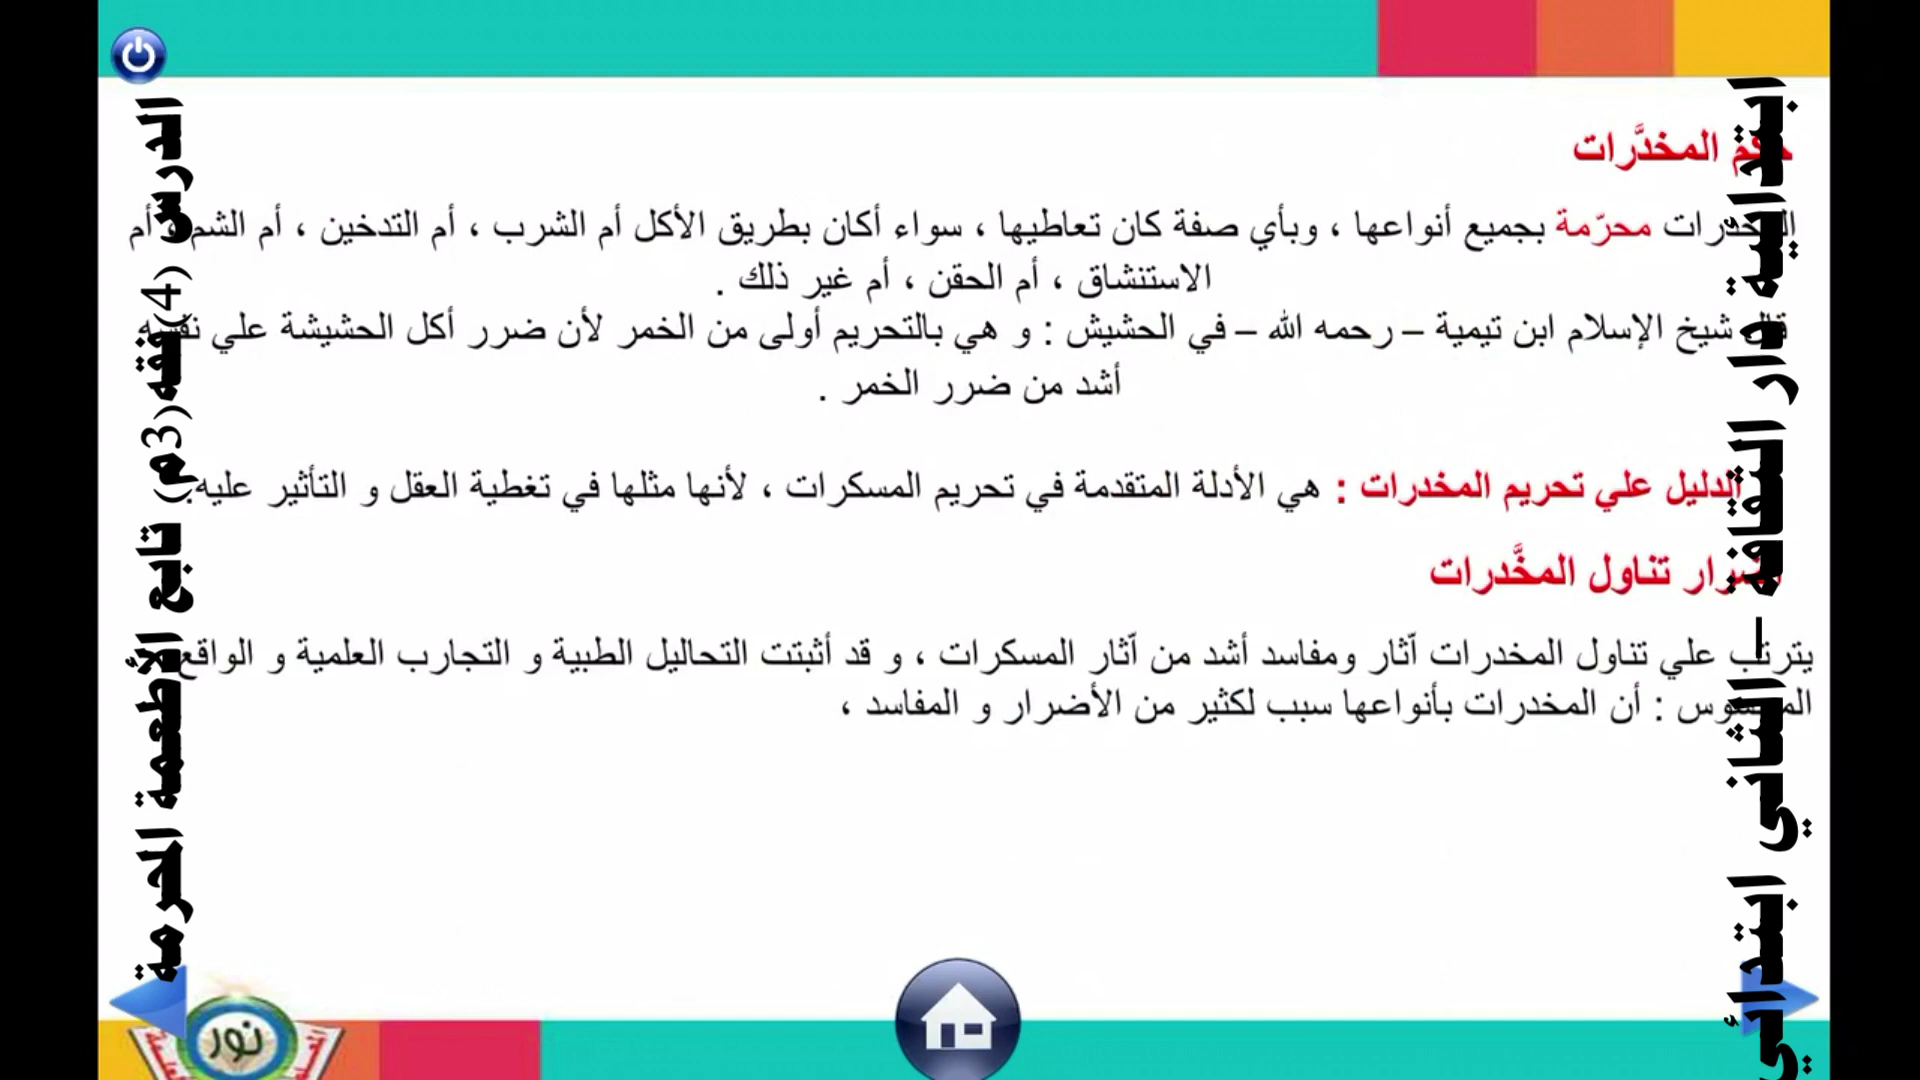 حكم المخدَّرات
المخدرات محرّمة بجميع أنواعها ، وبأي صفة كان تعاطيها ، سواء أكان بطريق الأكل أم الشرب ، أم التدخين ، أم الشم ، أم
الاستنشاق ، أم الحقن ، أم غير ذلك .
قال شيخ الإسلام ابن تيمية – رحمه الله – في الحشيش : و هي بالتحريم أولى من الخمر لأن ضرر أكل الحشيشة علي نفسه
أشد من ضرر الخمر .
الدليل علي تحريم المخدرات : هي الأدلة المتقدمة في تحريم المسكرات ، لأنها مثلها في تغطية العقل و التأثير عليه.
أضرار تناول المخَّدرات
يترتب علي تناول المخدرات آثار ومفاسد أشد من آثار المسكرات ، و قد أثبتت التحاليل الطبية و التجارب العلمية و الواقع
المحسوس : أن المخدرات بأنواعها سبب لكثير من الأضرار و المفاسد ،
ابتدائية دار الثقافة – الثاني ابتدائي
الدرس (4) فقه(3م) تابع الأطعمة المحرمة
نور